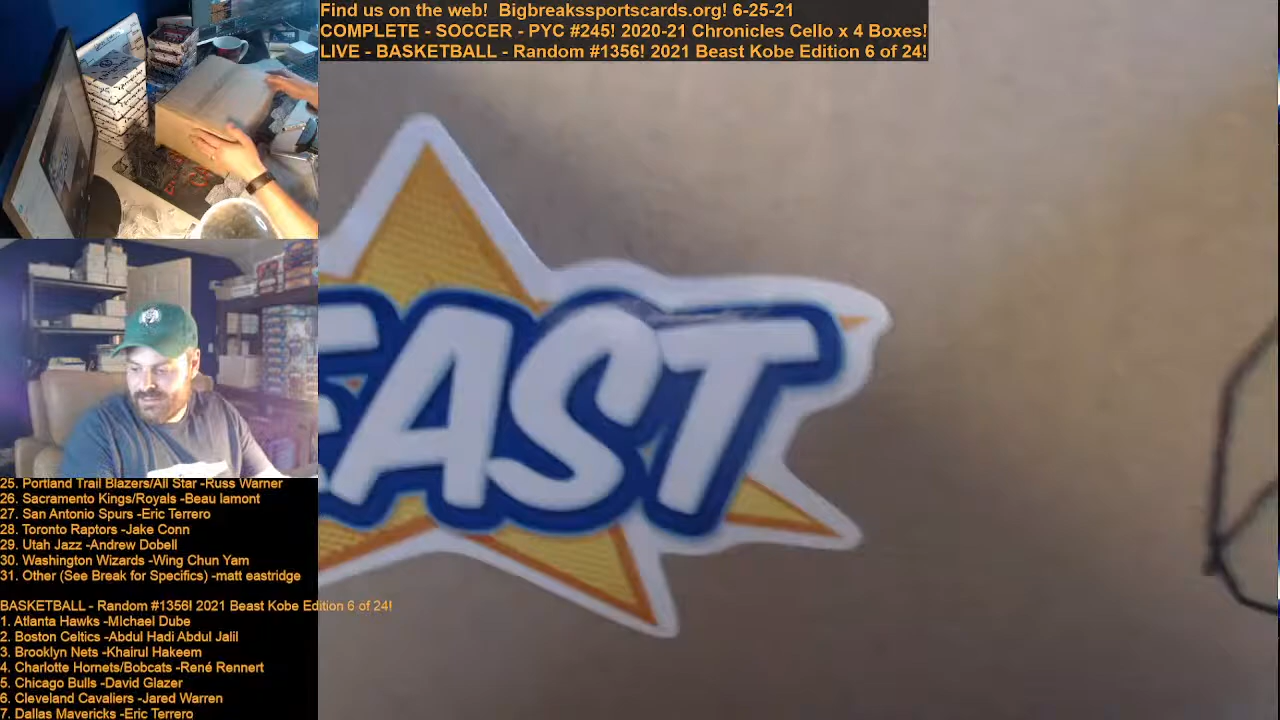 Find us on the web!  Bigbreakssportscards.org! 6-25-21
COMPLETE - SOCCER - PYC #245! 2020-21 Chronicles Cello x 4 Boxes!
LIVE - BASKETBALL - Random #1356! 2021 Beast Kobe Edition 6 of 24!
EAST
25. Portland Trail Blazers/All Star -Russ Warner
26. Sacramento Kings/Royals -Beau lamont
27. San Antonio Spurs -Eric Terrero
28. Toronto Raptors -Jake Conn
29. Utah Jazz -Andrew Dobell
30. Washington Wizards -Wing Chun Yam
31. Other (See Break for Specifics) -matt eastridge
BASKETBALL - Random #1356! 2021 Beast Kobe Edition 6 of 24!
1. Atlanta Hawks -MIchael Dube
2. Boston Celtics -Abdul Hadi Abdul Jalil
3. Brooklyn Nets -Khairul Hakeem
4. Charlotte Hornets/Bobcats -René Rennert
5. Chicago Bulls -David Glazer
6. Cleveland Cavaliers -Jared Warren
7. Dallas Mavericks -Eric Terrero